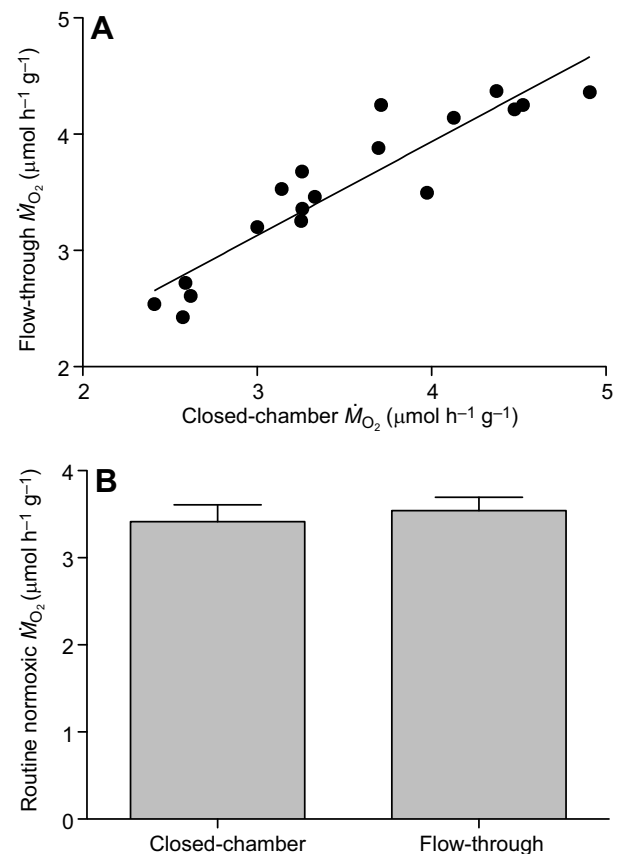 A
5
4
3
2
Flow-through ṀO₂ (μmol h⁻¹ g⁻¹)
2 3 4 5
Closed-chamber ṀO₂ (μmol h⁻¹ g⁻¹)
B
4
3
2
1
0
Routine normoxic ṀO₂ (μmol h⁻¹ g⁻¹)
Closed-chamber Flow-through